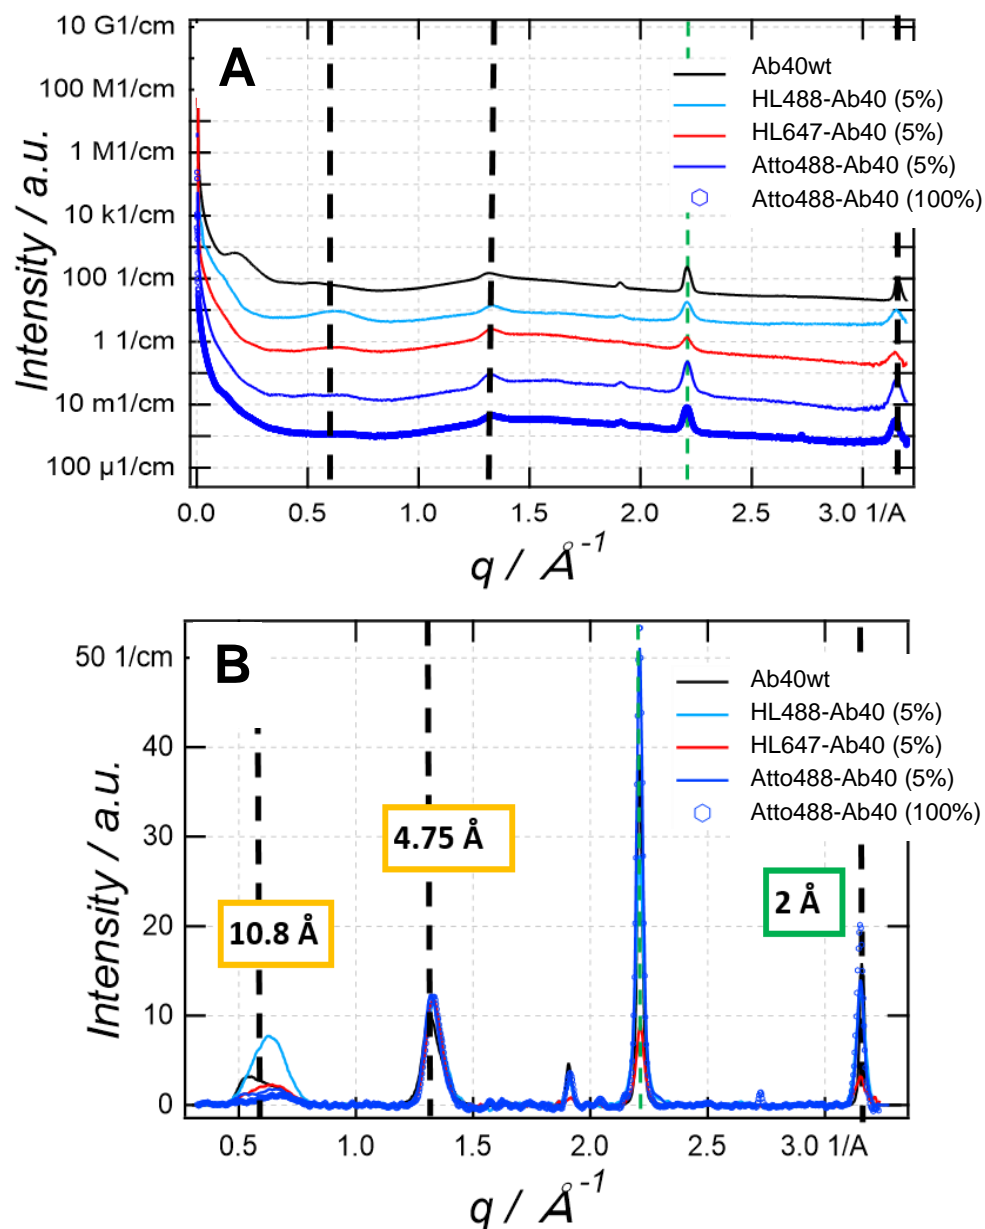 A
Intensity / a.u.
10 G1/cm
100 M1/cm
1 M1/cm
10 k1/cm
100 1/cm
1 1/cm
10 m1/cm
100 µ1/cm
Ab40wt
HL488-Ab40 (5%)
HL647-Ab40 (5%)
Atto488-Ab40 (5%)
Atto488-Ab40 (100%)
0.0 0.5 1.0 1.5 2.0 2.5 3.0 1/A
q / Å⁻¹
B
Intensity / a.u.
50 1/cm
40
30
20
10
0
Ab40wt
HL488-Ab40 (5%)
HL647-Ab40 (5%)
Atto488-Ab40 (5%)
Atto488-Ab40 (100%)
4.75 Å
2 Å
10.8 Å
0.5 1.0 1.5 2.0 2.5 3.0 1/A
q / Å⁻¹